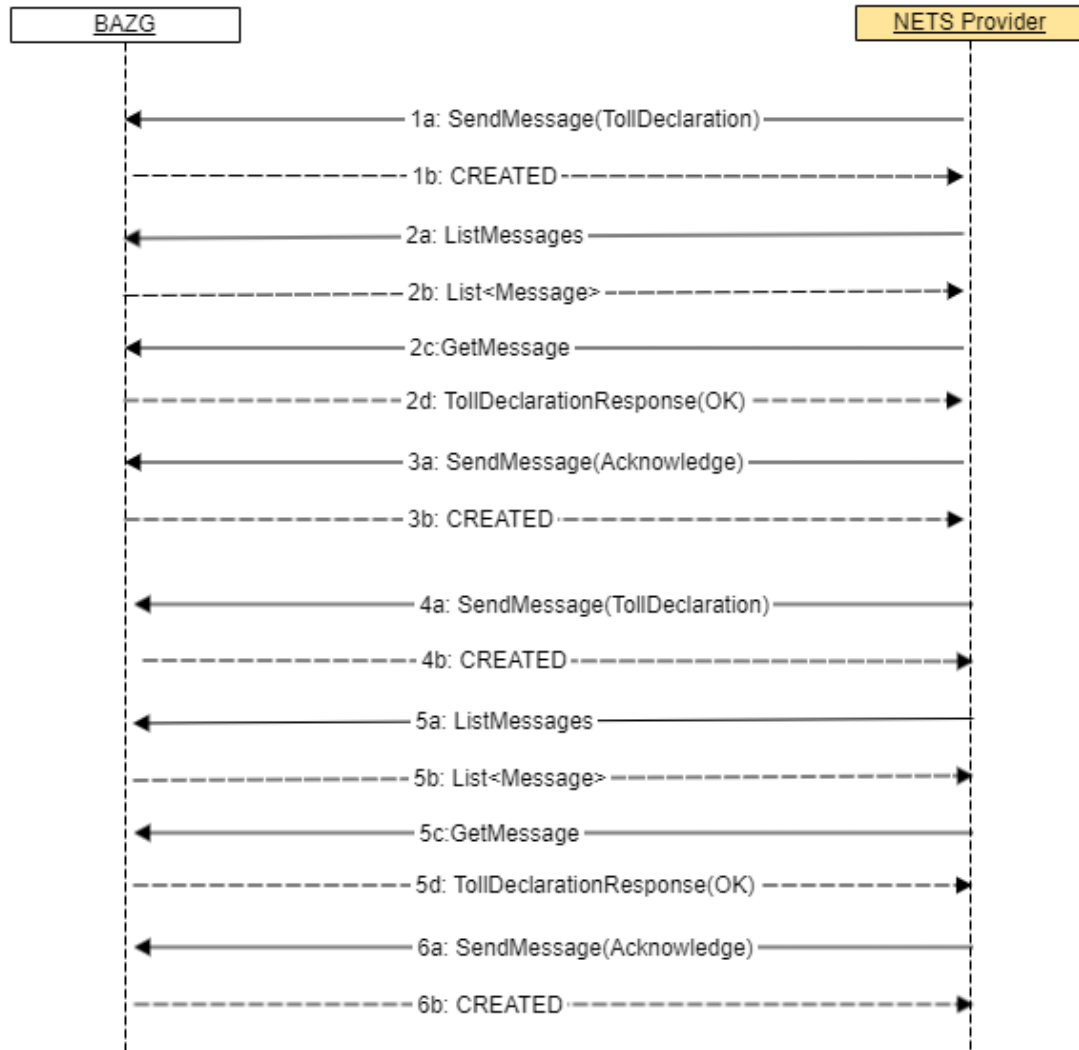 BAZG
NETS Provider
1a: SendMessage(TollDeclaration)
1b: CREATED
2a: ListMessages
2b: List<Message>
2c:GetMessage
2d: TollDeclarationResponse(OK)
3a: SendMessage(Acknowledge)
3b: CREATED
4a: SendMessage(TollDeclaration)
4b: CREATED
5a: ListMessages
5b: List<Message>
5c:GetMessage
5d: TollDeclarationResponse(OK)
6a: SendMessage(Acknowledge)
6b: CREATED